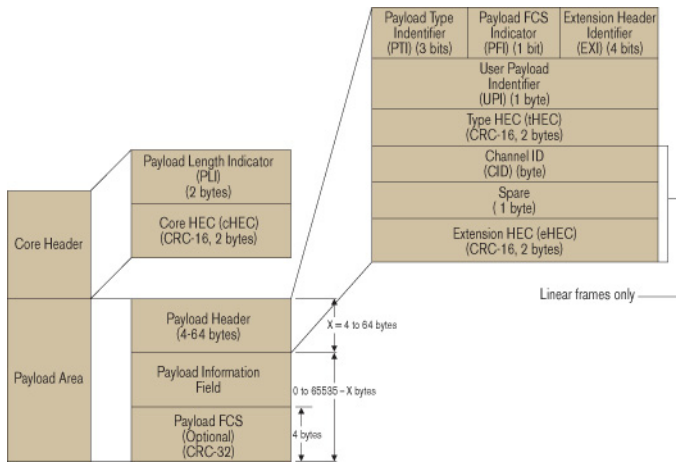 Payload Type
Indentifier
(PTI) (3 bits)
Payload FCS
Indicator
(PFI) (1 bit)
Extension Header
Identifier
(EXI) (4 bits)
User Payload
Indentifier
(UPI) (1 byte)
Type HEC (tHEC)
(CRC-16, 2 bytes)
Channel ID
(CID) (byte)
Spare
( 1 byte)
Extension HEC (eHEC)
(CRC-16, 2 bytes)
Linear frames only
Payload Length Indicator
(PLI)
(2 bytes)
Core HEC (cHEC)
(CRC-16, 2 bytes)
Core Header
Payload Area
Payload Header
(4-64 bytes)
X = 4 to 64 bytes
Payload Information
Field
0 to 65535 – X bytes
Payload FCS
(Optional)
(CRC-32)
4 bytes